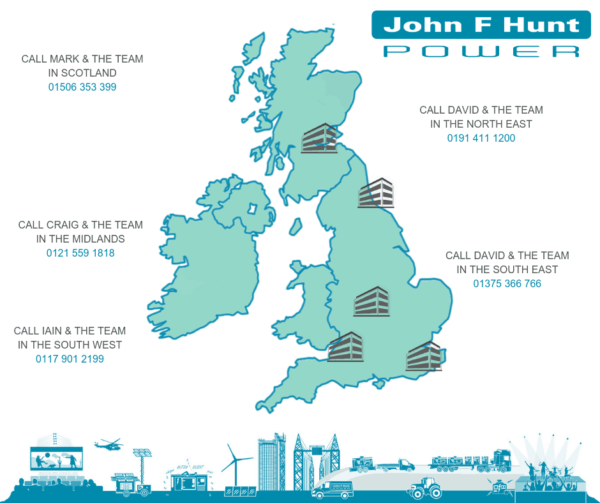 John F Hunt
POWER
CALL MARK & THE TEAM
IN SCOTLAND
01506 353 399
CALL DAVID & THE TEAM
IN THE NORTH EAST
0191 411 1200
CALL CRAIG & THE TEAM
IN THE MIDLANDS
0121 559 1818
CALL DAVID & THE TEAM
IN THE SOUTH EAST
01375 366 766
CALL IAIN & THE TEAM
IN THE SOUTH WEST
0117 901 2199